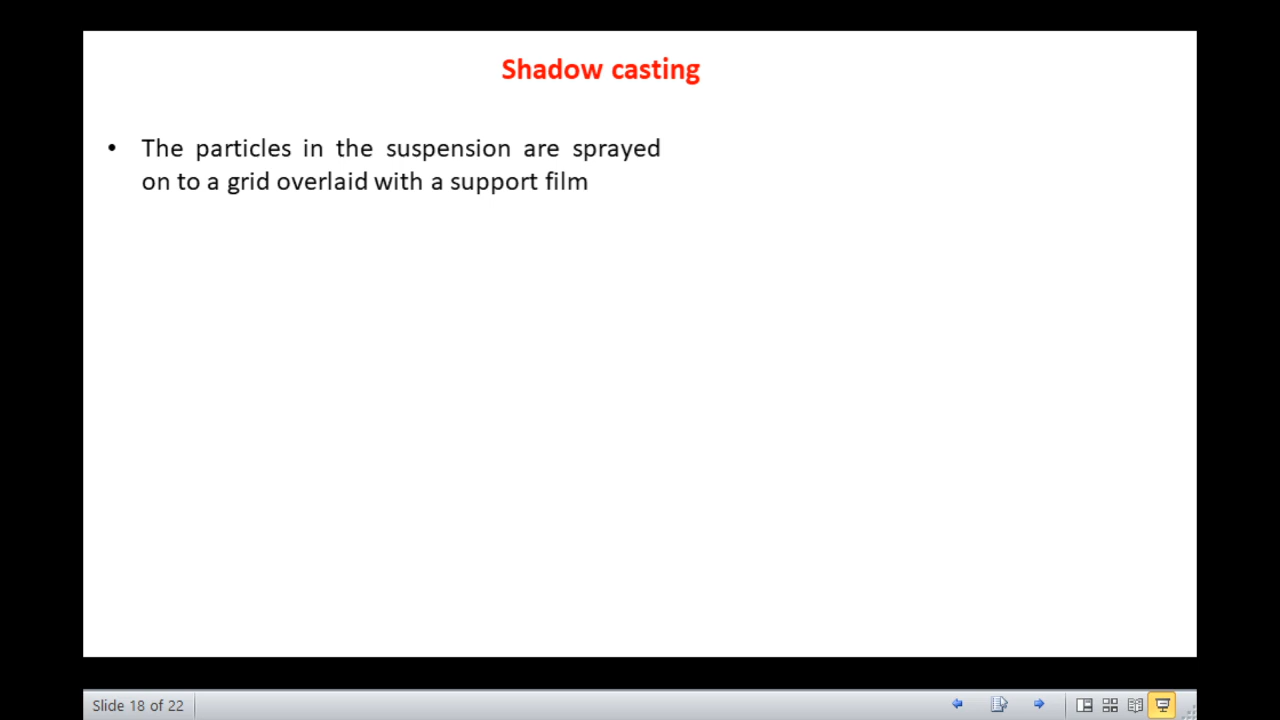 Shadow casting
• The particles in the suspension are sprayed
on to a grid overlaid with a support film
Slide 18 of 22